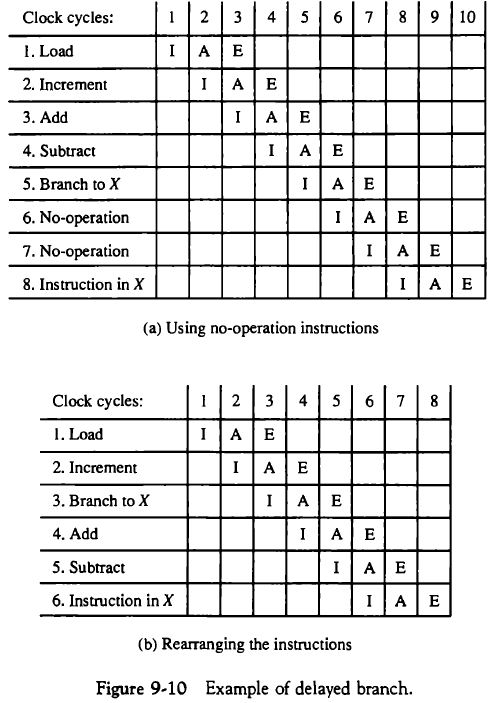 Clock cycles: 1 2 3 4 5 6 7 8 9 10
1. Load I A E
2. Increment I A E
3. Add I A E
4. Subtract I A E
5. Branch to X I A E
6. No-operation I A E
7. No-operation I A E
8. Instruction in X I A E
(a) Using no-operation instructions
Clock cycles: 1 2 3 4 5 6 7 8
1. Load I A E
2. Increment I A E
3. Branch to X I A E
4. Add I A E
5. Subtract I A E
6. Instruction in X I A E
(b) Rearranging the instructions
Figure 9-10 Example of delayed branch.